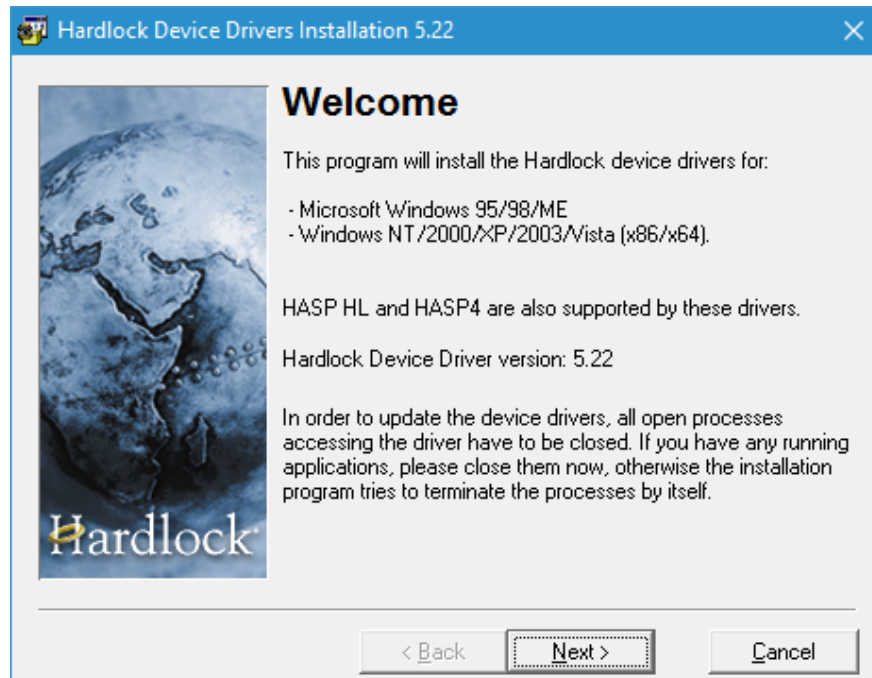 Hardlock Device Drivers Installation 5.22
Welcome
This program will install the Hardlock device drivers for:
- Microsoft Windows 95/98/ME
- Windows NT/2000/XP/2003/Vista (x86/x64).
HASP HL and HASP4 are also supported by these drivers.
Hardlock Device Driver version: 5.22
In order to update the device drivers, all open processes
accessing the driver have to be closed. If you have any running
applications, please close them now, otherwise the installation
program tries to terminate the processes by itself.
Hardlock
< Back
Next >
Cancel